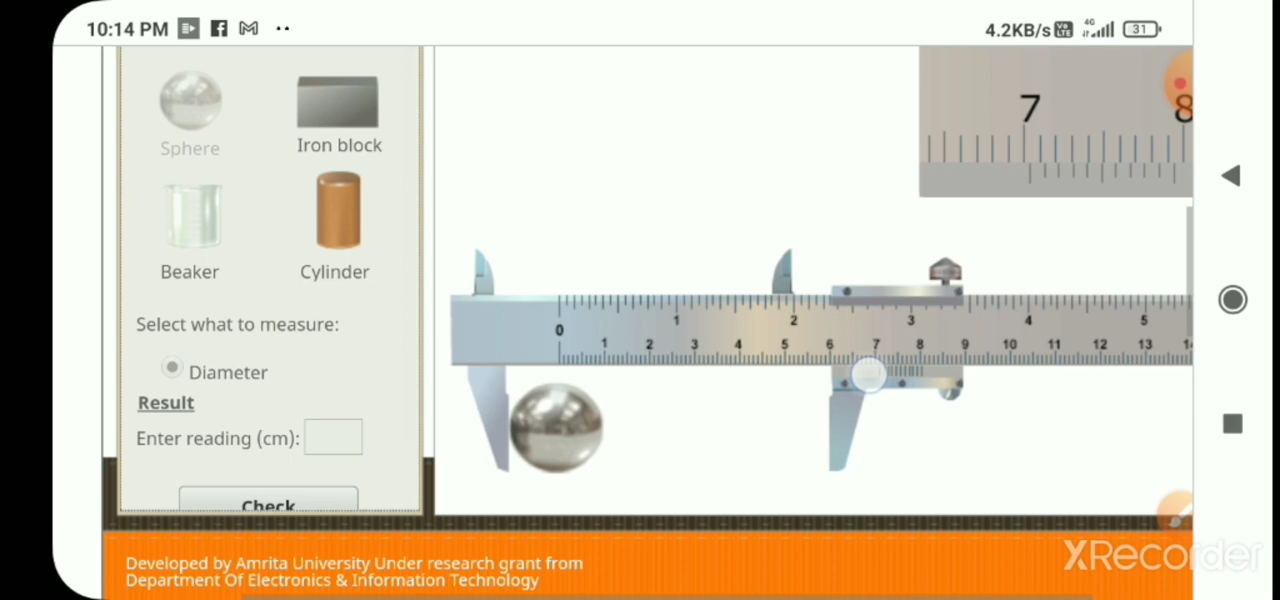 10:14 PM
4.2KB/s
4G
31
Sphere
Iron block
Beaker
Cylinder
Select what to measure:
Diameter
Result
Enter reading (cm):
Check
7 8
0 1 2 3 4 5
1 2 3 4 5 6 7 8 9 10 11 12 13
Developed by Amrita University Under research grant from
Department Of Electronics & Information Technology
XRecorder